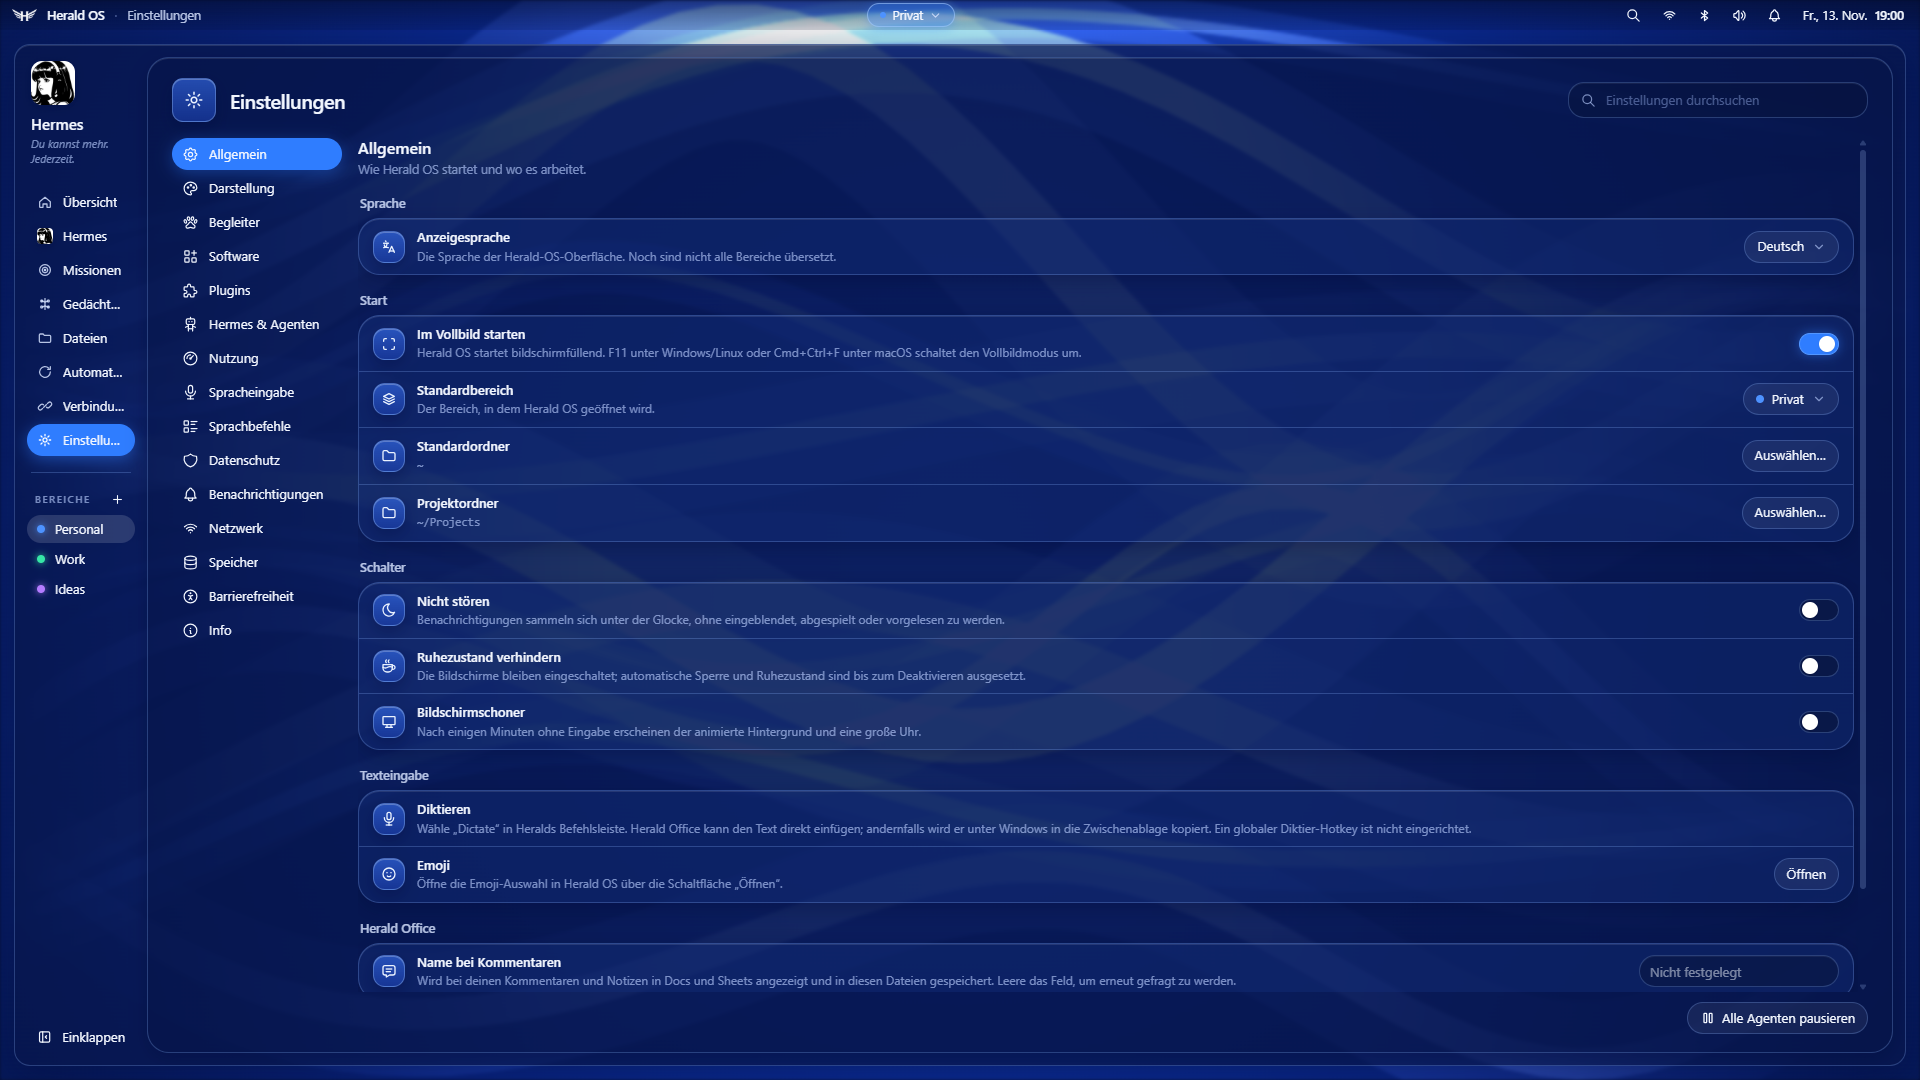 Herald OS · Einstellungen
Privat
Fr., 13. Nov. 19:00
Hermes
Du kannst mehr.
Jederzeit.
Übersicht
Hermes
Missionen
Gedächt...
Dateien
Automat...
Verbindu...
Einstellu...
BEREICHE +
Personal
Work
Ideas
Einklappen
Einstellungen
Einstellungen durchsuchen
Allgemein
Darstellung
Begleiter
Software
Plugins
Hermes & Agenten
Nutzung
Spracheingabe
Sprachbefehle
Datenschutz
Benachrichtigungen
Netzwerk
Speicher
Barrierefreiheit
Info
Allgemein
Wie Herald OS startet und wo es arbeitet.
Sprache
Anzeigesprache
Die Sprache der Herald-OS-Oberfläche. Noch sind nicht alle Bereiche übersetzt.
Deutsch
Start
Im Vollbild starten
Herald OS startet bildschirmfüllend. F11 unter Windows/Linux oder Cmd+Ctrl+F unter macOS schaltet den Vollbildmodus um.
Standardbereich
Der Bereich, in dem Herald OS geöffnet wird.
Privat
Standardordner
~
Auswählen...
Projektordner
~/Projects
Auswählen...
Schalter
Nicht stören
Benachrichtigungen sammeln sich unter der Glocke, ohne eingeblendet, abgespielt oder vorgelesen zu werden.
Ruhezustand verhindern
Die Bildschirme bleiben eingeschaltet; automatische Sperre und Ruhezustand sind bis zum Deaktivieren ausgesetzt.
Bildschirmschoner
Nach einigen Minuten ohne Eingabe erscheinen der animierte Hintergrund und eine große Uhr.
Texteingabe
Diktieren
Wähle „Dictate“ in Heralds Befehlsleiste. Herald Office kann den Text direkt einfügen; andernfalls wird er unter Windows in die Zwischenablage kopiert. Ein globaler Diktier-Hotkey ist nicht eingerichtet.
Emoji
Öffne die Emoji-Auswahl in Herald OS über die Schaltfläche „Öffnen“.
Öffnen
Herald Office
Name bei Kommentaren
Wird bei deinen Kommentaren und Notizen in Docs und Sheets angezeigt und in diesen Dateien gespeichert. Leere das Feld, um erneut gefragt zu werden.
Nicht festgelegt
Alle Agenten pausieren